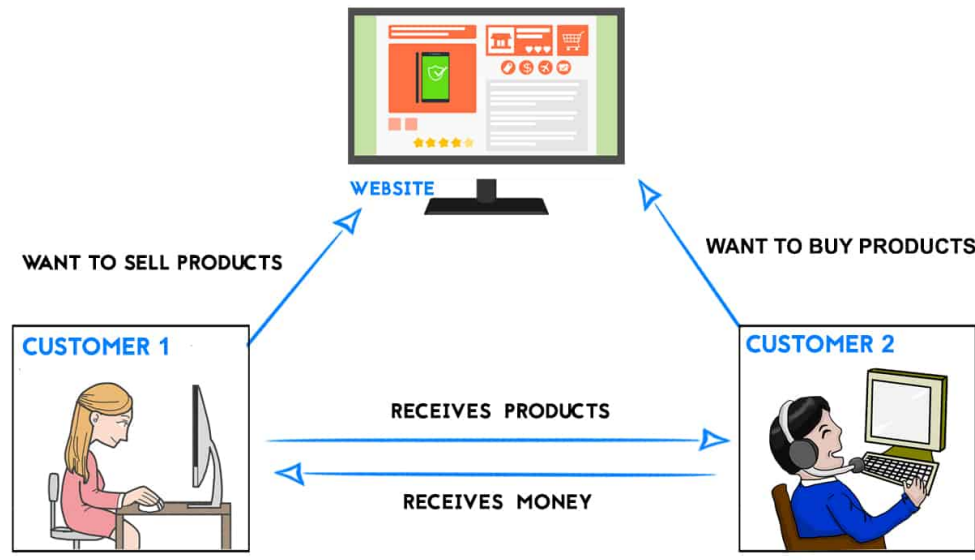 WEBSITE
WANT TO SELL PRODUCTS
WANT TO BUY PRODUCTS
CUSTOMER 1
CUSTOMER 2
RECEIVES PRODUCTS
RECEIVES MONEY